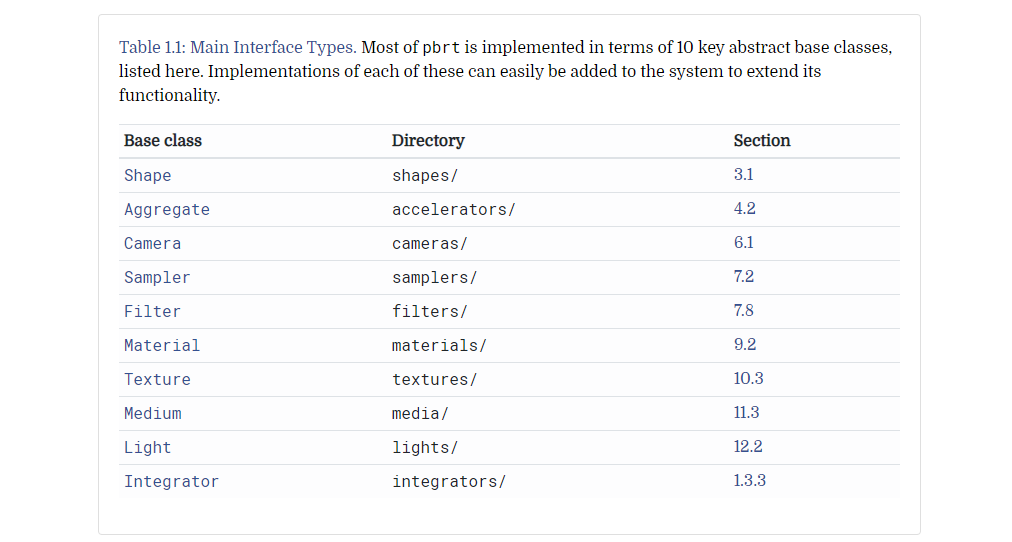 Table 1.1: Main Interface Types. Most of pbrt is implemented in terms of 10 key abstract base classes,
listed here. Implementations of each of these can easily be added to the system to extend its
functionality.
Base class Directory Section
Shape shapes/ 3.1
Aggregate accelerators/ 4.2
Camera cameras/ 6.1
Sampler samplers/ 7.2
Filter filters/ 7.8
Material materials/ 9.2
Texture textures/ 10.3
Medium media/ 11.3
Light lights/ 12.2
Integrator integrators/ 1.3.3